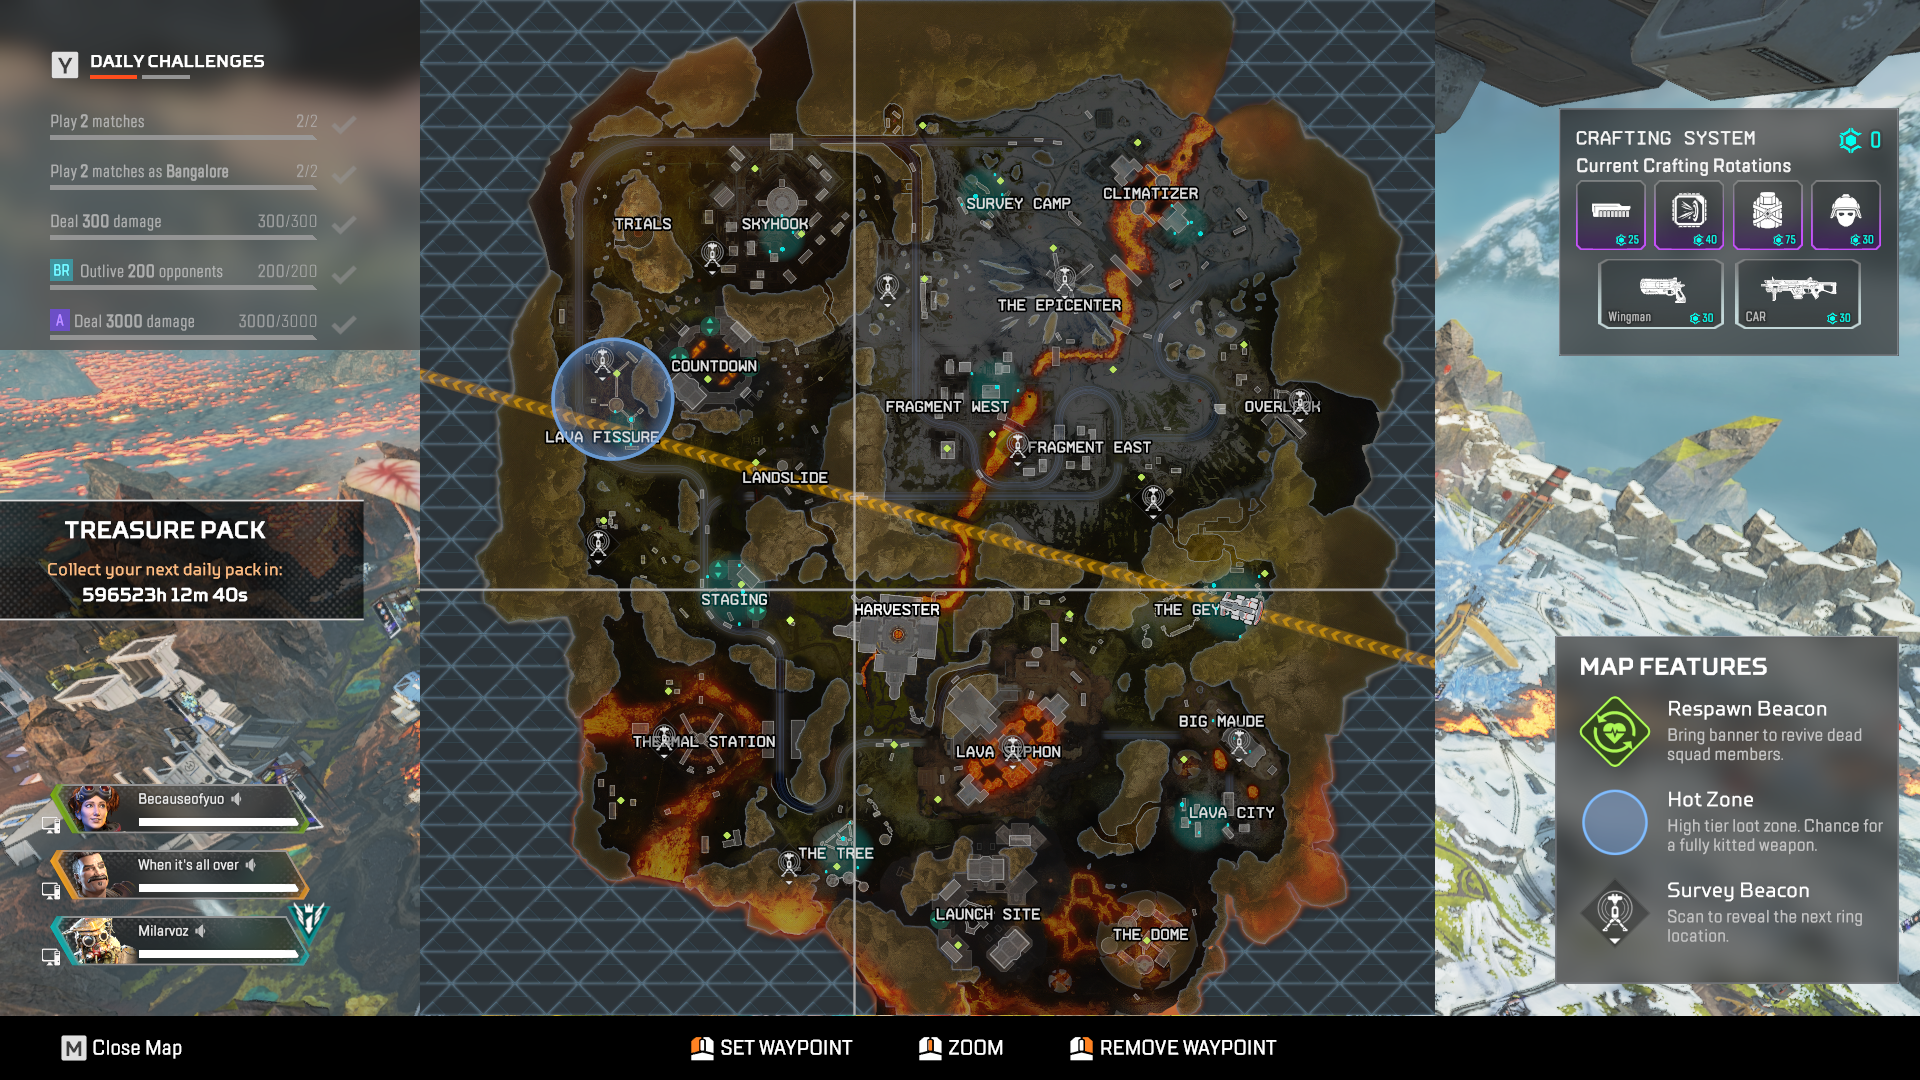 Y DAILY CHALLENGES
Play 2 matches 2/2
Play 2 matches as Bangalore 2/2
Deal 300 damage 300/300
BR Outlive 200 opponents 200/200
A Deal 3000 damage 3000/3000
TREASURE PACK
Collect your next daily pack in:
596523h 12m 40s
Becauseofyuo
When it's all over
Milarvoz
TRIALS
SKYHOOK
SURVEY CAMP
CLIMATIZER
THE EPICENTER
COUNTDOWN
LAVA FISSURE
LANDSLIDE
FRAGMENT WEST
FRAGMENT EAST
OVERLOOK
STAGING
HARVESTER
THE GEY
THERMAL STATION
LAVA SIPHON
BIG MAUDE
LAVA CITY
THE TREE
LAUNCH SITE
THE DOME
CRAFTING SYSTEM 0
Current Crafting Rotations
25 40 75 30
Wingman 30
CAR 30
MAP FEATURES
Respawn Beacon
Bring banner to revive dead
squad members.
Hot Zone
High tier loot zone. Chance for
a fully kitted weapon.
Survey Beacon
Scan to reveal the next ring
location.
M Close Map
SET WAYPOINT
ZOOM
REMOVE WAYPOINT